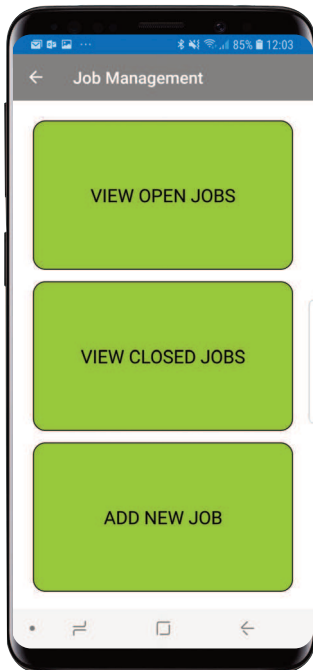 85% 12:03
Job Management
VIEW OPEN JOBS
VIEW CLOSED JOBS
ADD NEW JOB